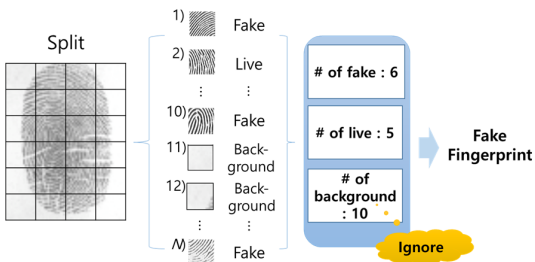 Split
1) Fake
2) Live
⋮ ⋮
10) Fake
11) Back-
ground
12) Back-
ground
⋮ ⋮
N) Fake
# of fake : 6
# of live : 5
# of
background
: 10
Ignore
Fake
Fingerprint